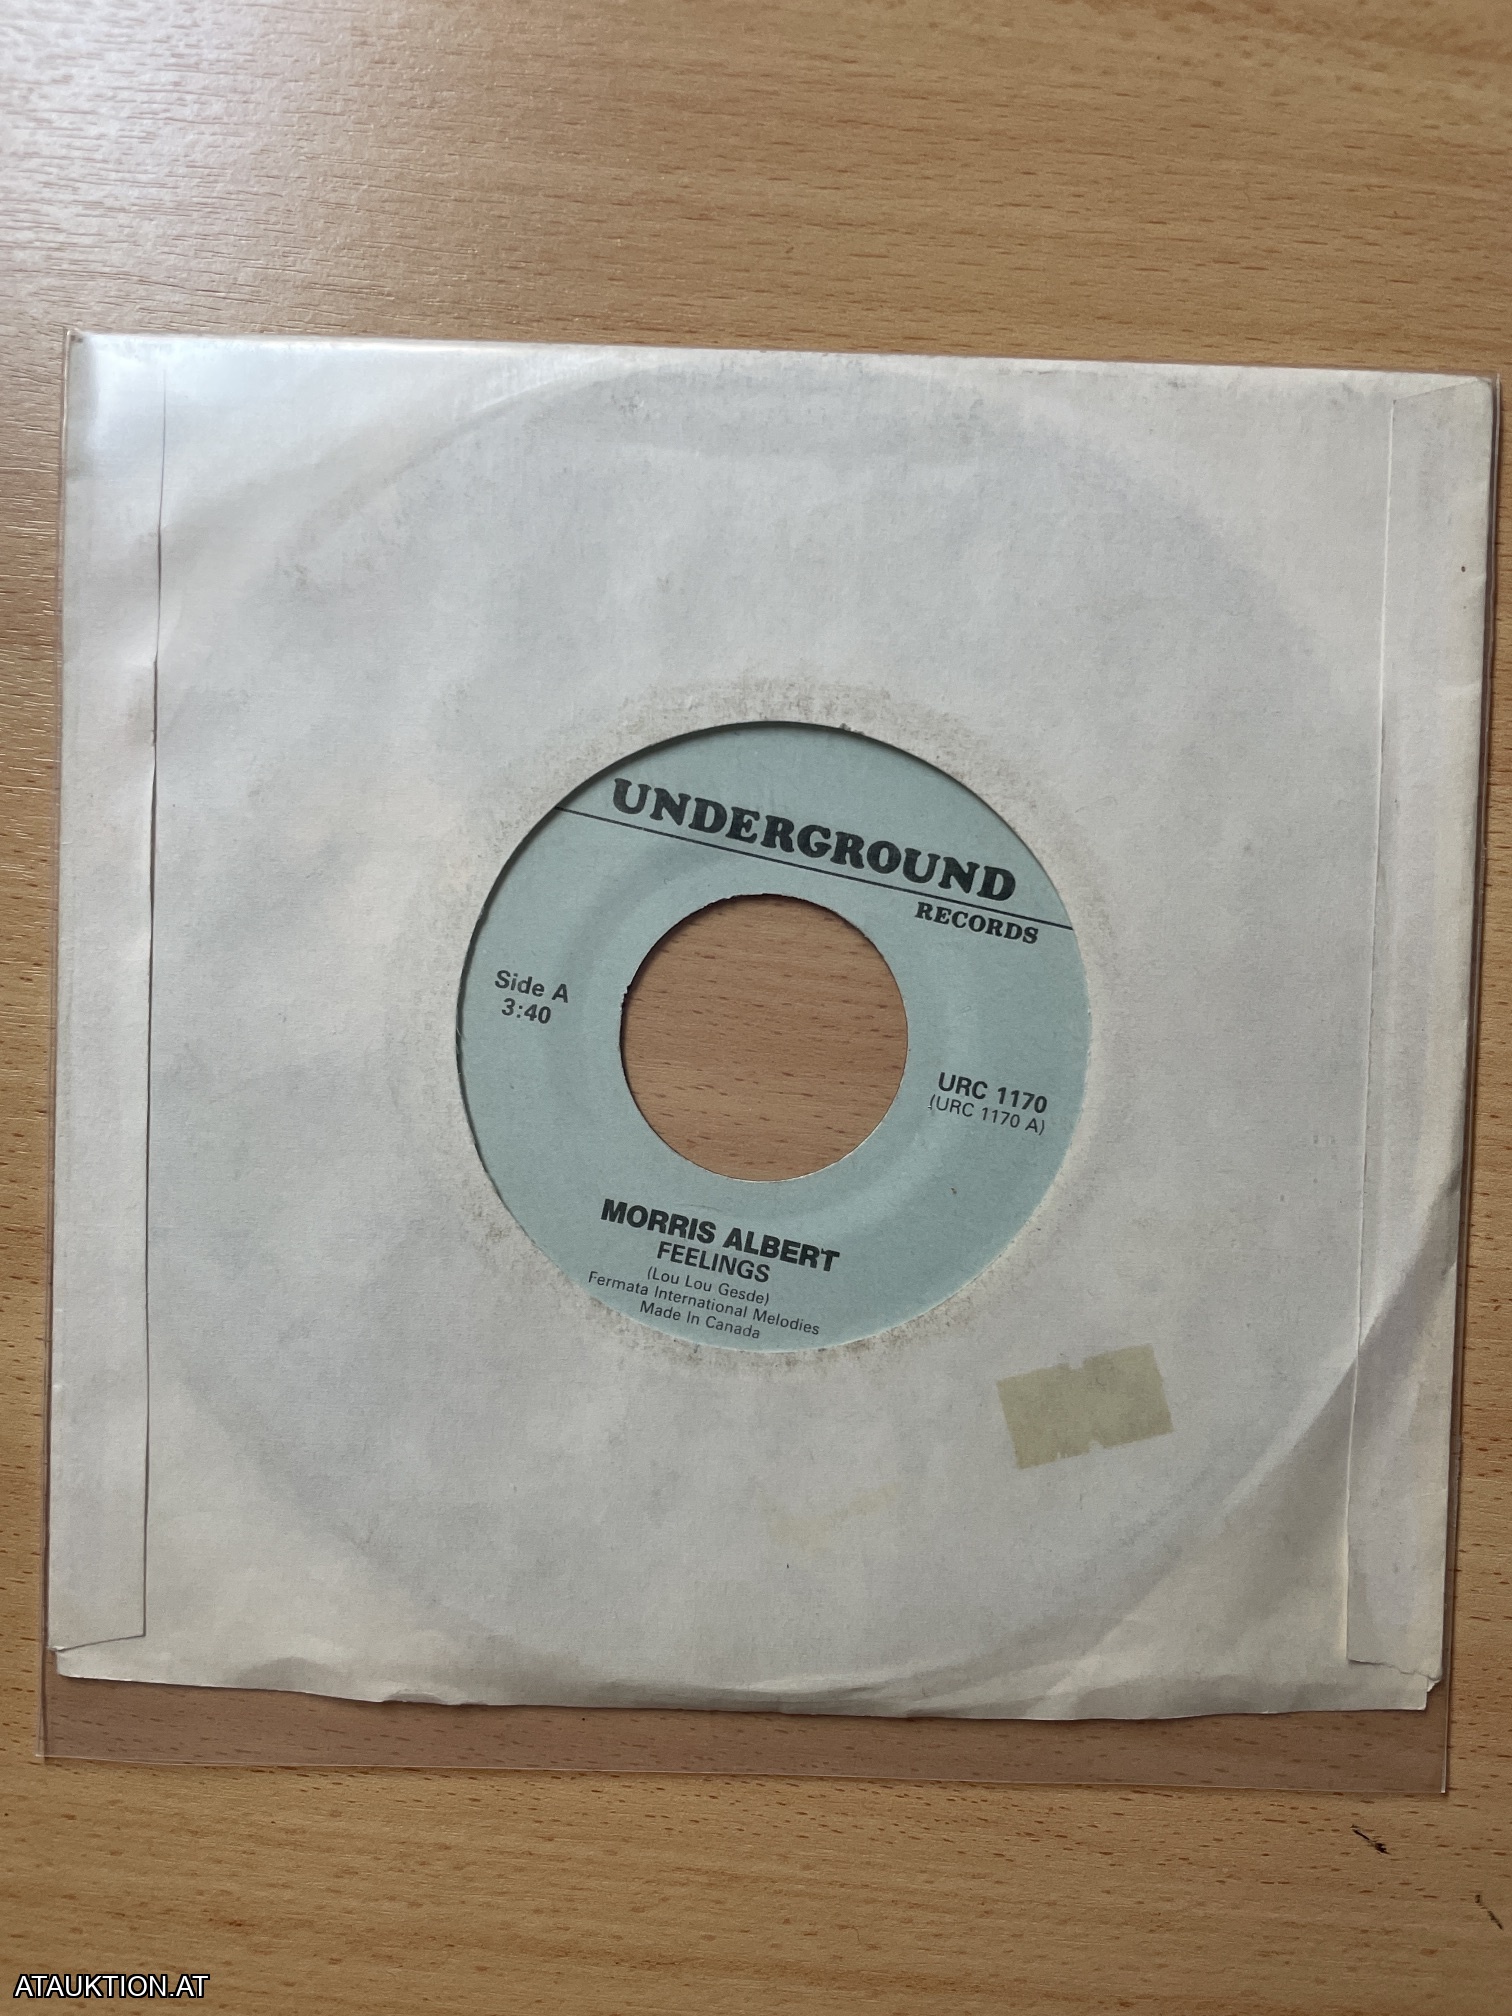 UNDERGROUND
RECORDS
Side A
3:40
URC 1170
(URC 1170 A)
MORRIS ALBERT
FEELINGS
(Lou Lou Gesde)
Fermata International Melodies
Made In Canada
ATAUKTION.AT